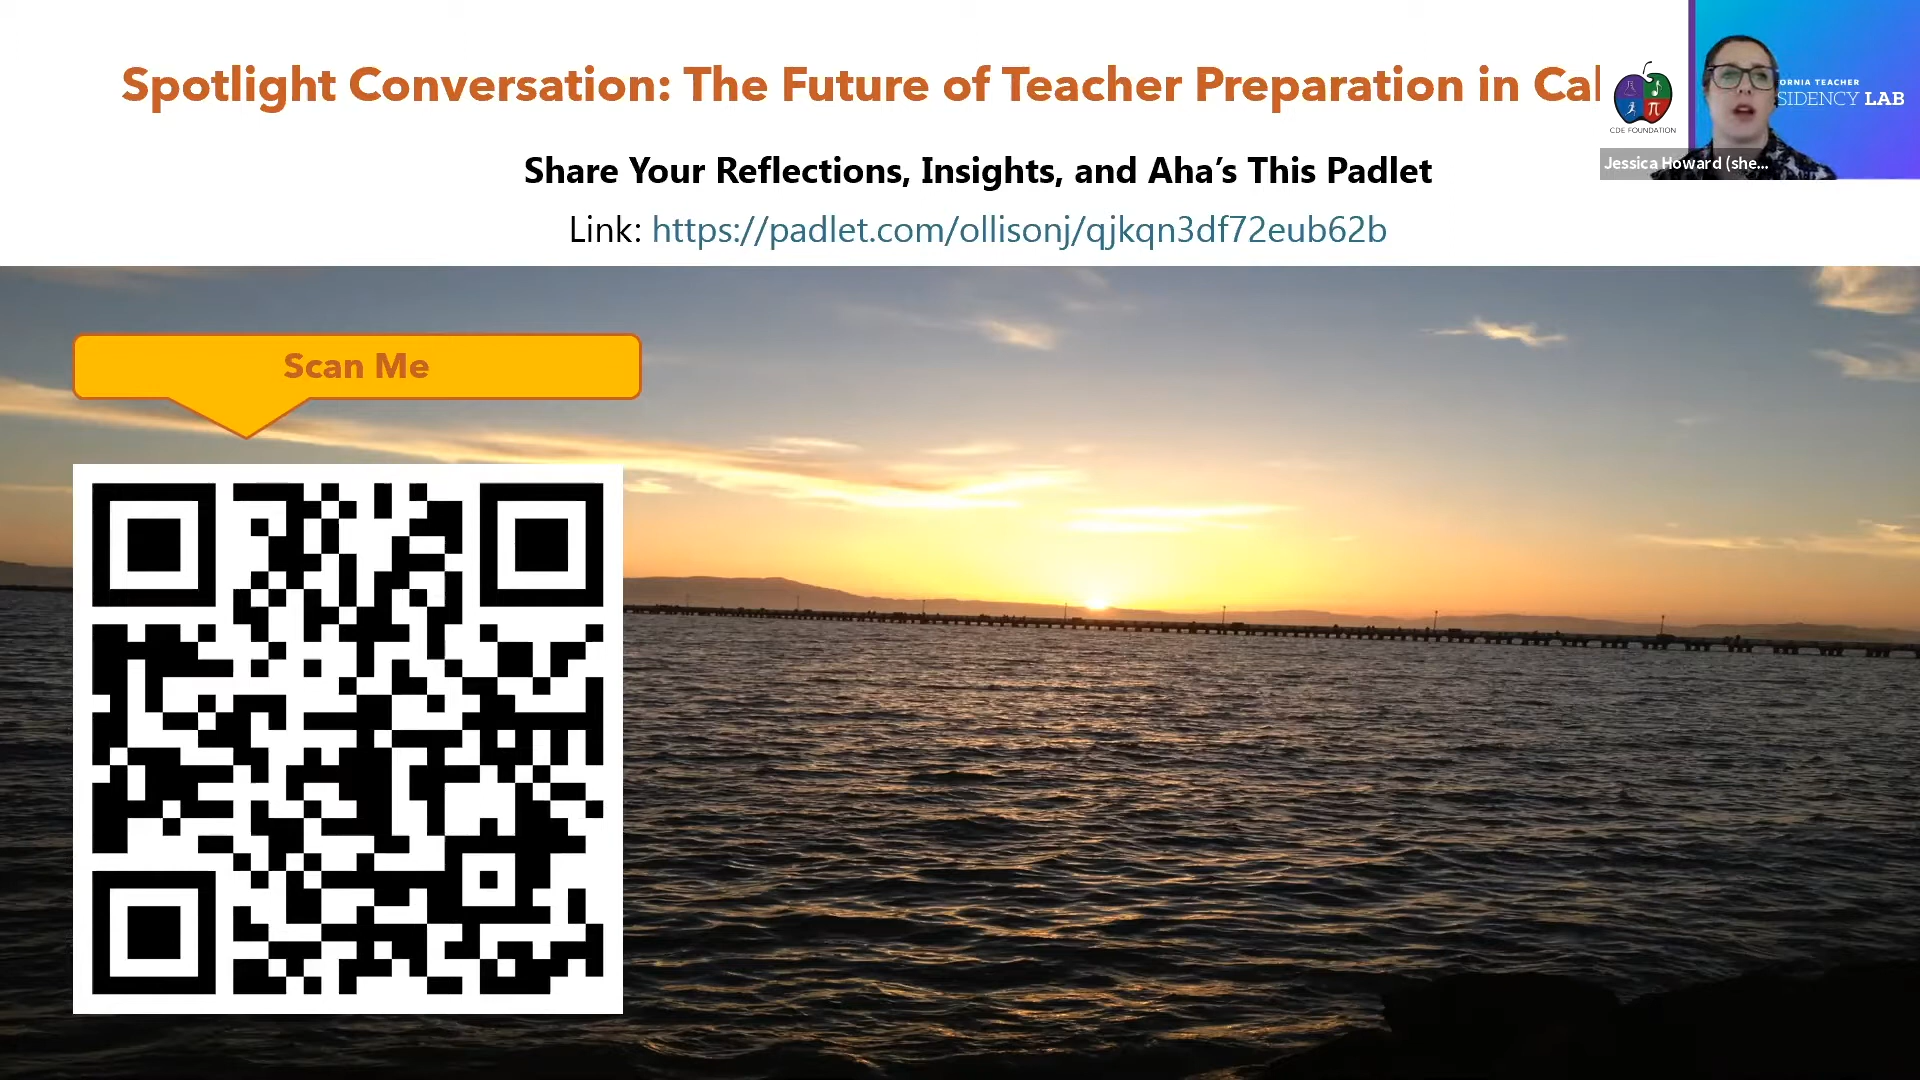 Spotlight Conversation: The Future of Teacher Preparation in Cal
CDE FOUNDATION
ORNIA TEACHER
SIDENCY LAB
Jessica Howard (she...
Share Your Reflections, Insights, and Aha’s This Padlet
Link: https://padlet.com/ollisonj/qjkqn3df72eub62b
Scan Me